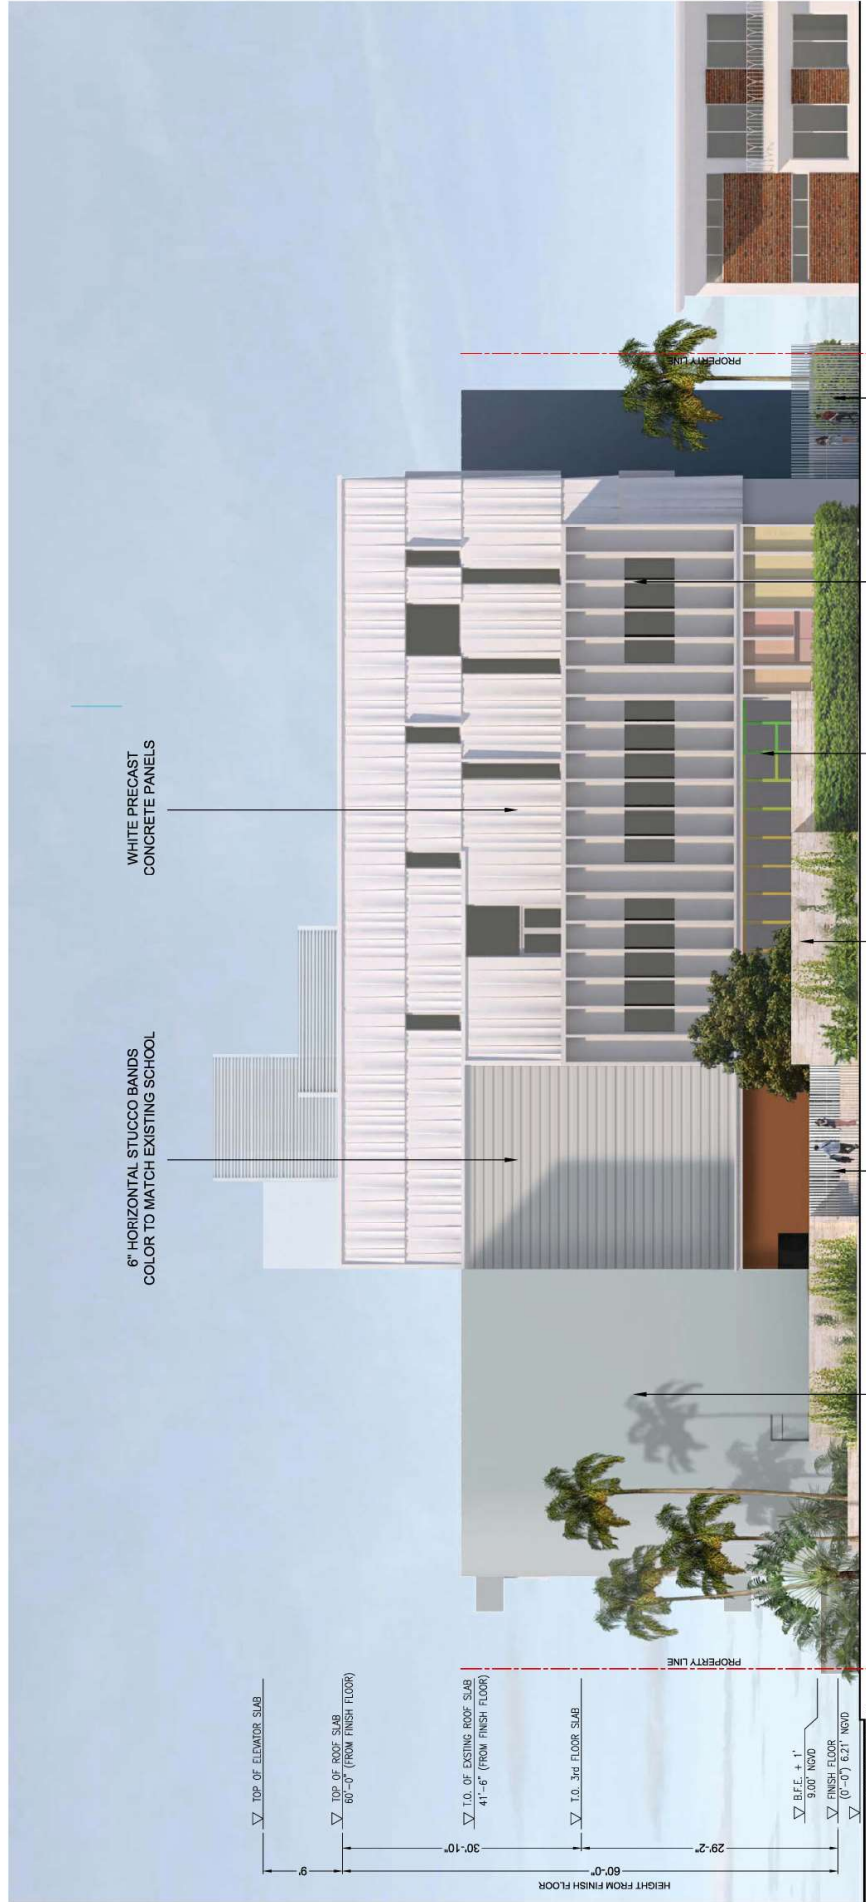 6" HORIZONTAL STUCCO BANDS
COLOR TO MATCH EXISTING SCHOOL
WHITE PRECAST
CONCRETE PANELS
TOP OF ELEVATOR SLAB
TOP OF ROOF SLAB
60'-0" (FROM FINISH FLOOR)
T.O. OF EXSTING ROOF SLAB
41'-6" (FROM FINISH FLOOR)
T.O. 3rd FLOOR SLAB
B.F.E. + 1'
9.00' NGVD
FINISH FLOOR
(0'-0") 6.21' NGVD
9'
30'-10"
29'-2"
60'-0"
HEIGHT FROM FINISH FLOOR
PROPERTY LINE
PROPERTY LINE